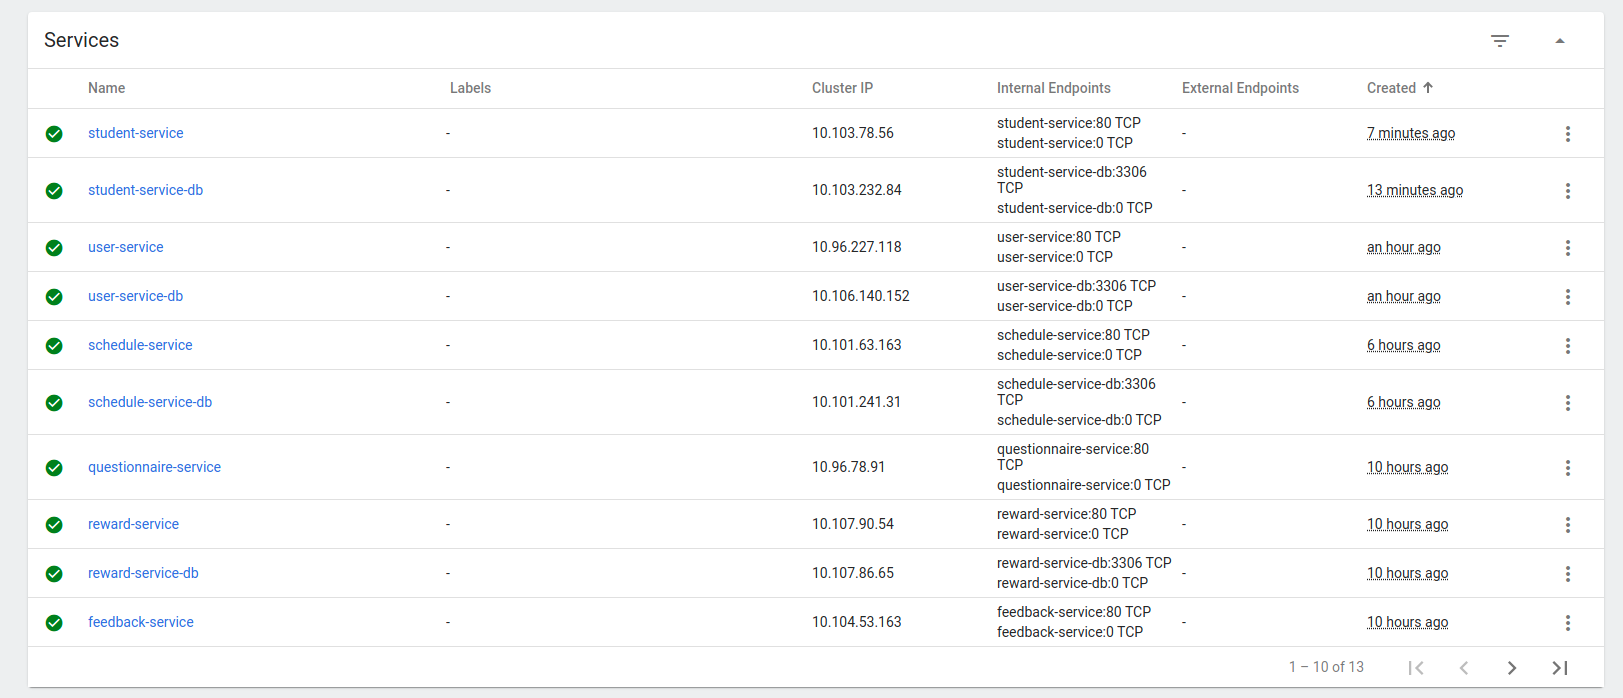 Services
Name Labels Cluster IP Internal Endpoints External Endpoints Created
student-service - 10.103.78.56 student-service:80 TCP - 7 minutes ago
student-service:0 TCP
student-service-db - 10.103.232.84 student-service-db:3306 - 13 minutes ago
TCP
student-service-db:0 TCP
user-service - 10.96.227.118 user-service:80 TCP - an hour ago
user-service:0 TCP
user-service-db - 10.106.140.152 user-service-db:3306 TCP - an hour ago
user-service-db:0 TCP
schedule-service - 10.101.63.163 schedule-service:80 TCP - 6 hours ago
schedule-service:0 TCP
schedule-service-db - 10.101.241.31 schedule-service-db:3306 - 6 hours ago
TCP
schedule-service-db:0 TCP
questionnaire-service - 10.96.78.91 questionnaire-service:80 - 10 hours ago
TCP
questionnaire-service:0 TCP
reward-service - 10.107.90.54 reward-service:80 TCP - 10 hours ago
reward-service:0 TCP
reward-service-db - 10.107.86.65 reward-service-db:3306 TCP - 10 hours ago
reward-service-db:0 TCP
feedback-service - 10.104.53.163 feedback-service:80 TCP - 10 hours ago
feedback-service:0 TCP
1 – 10 of 13